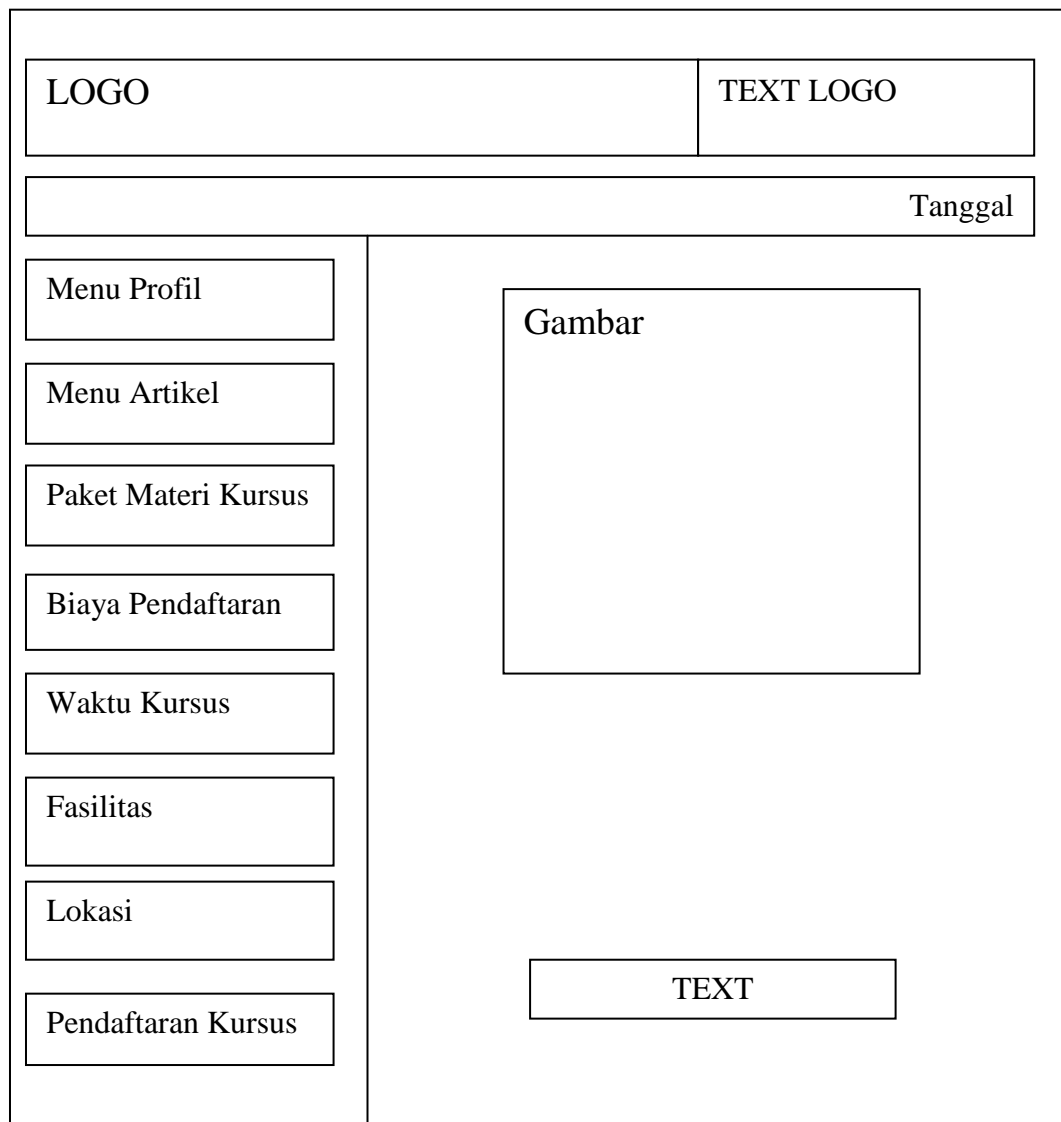 LOGO
TEXT LOGO
Tanggal
Menu Profil
Menu Artikel
Paket Materi Kursus
Biaya Pendaftaran
Waktu Kursus
Fasilitas
Lokasi
Pendaftaran Kursus
Gambar
TEXT